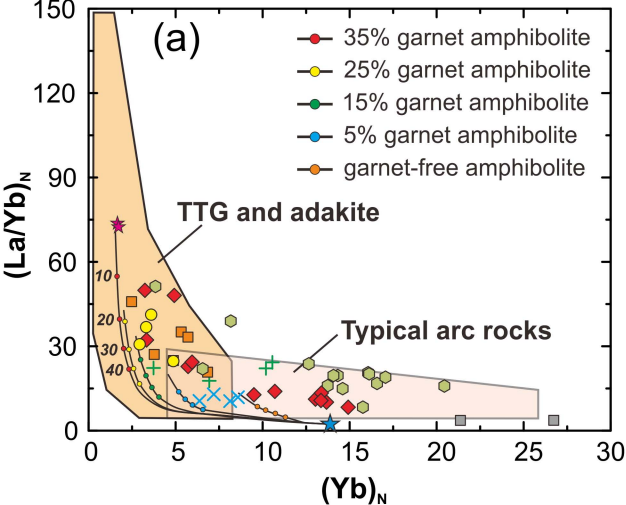 (a)
35% garnet amphibolite
25% garnet amphibolite
15% garnet amphibolite
5% garnet amphibolite
garnet-free amphibolite
TTG and adakite
Typical arc rocks
10
20
30
40
(La/Yb)N
150
120
90
60
30
0
0 5 10 15 20 25 30
(Yb)N